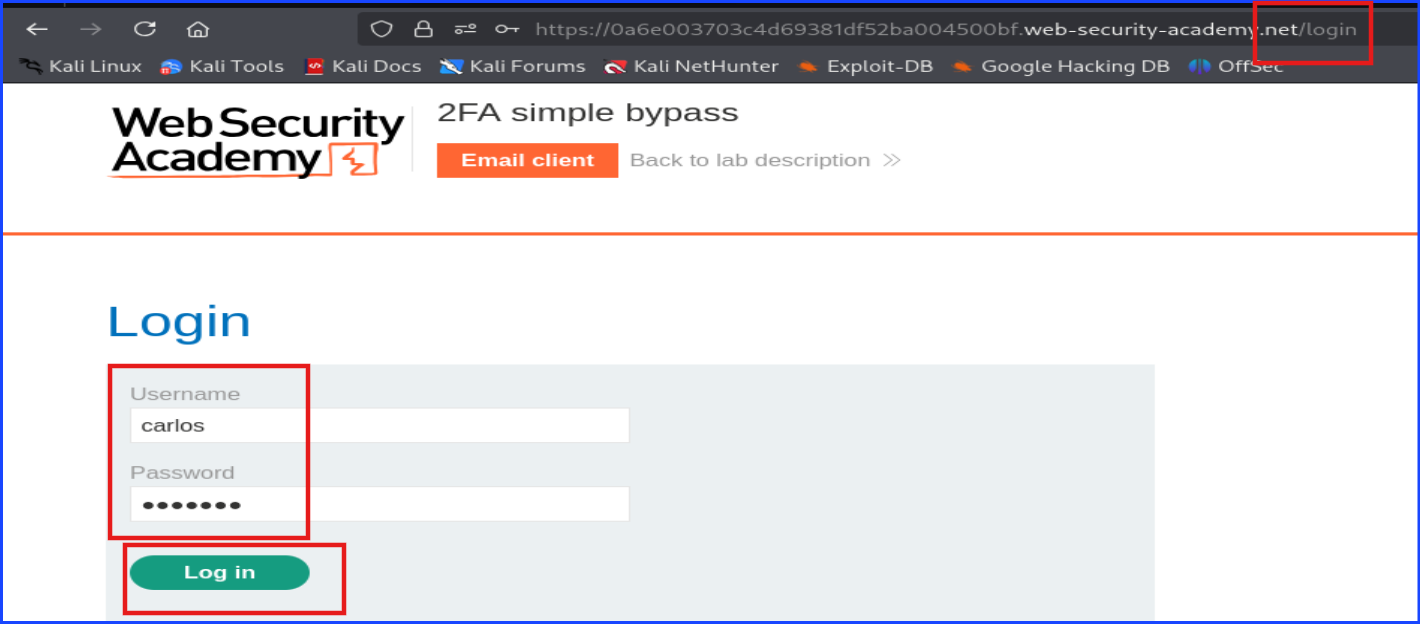 https://0a6e003703c4d69381df52ba004500bf.web-security-academy.net/login
Kali Linux Kali Tools Kali Docs Kali Forums Kali NetHunter Exploit-DB Google Hacking DB OffSec
Web Security
Academy
2FA simple bypass
Email client Back to lab description
Login
Username
carlos
Password
•••••••
Log in